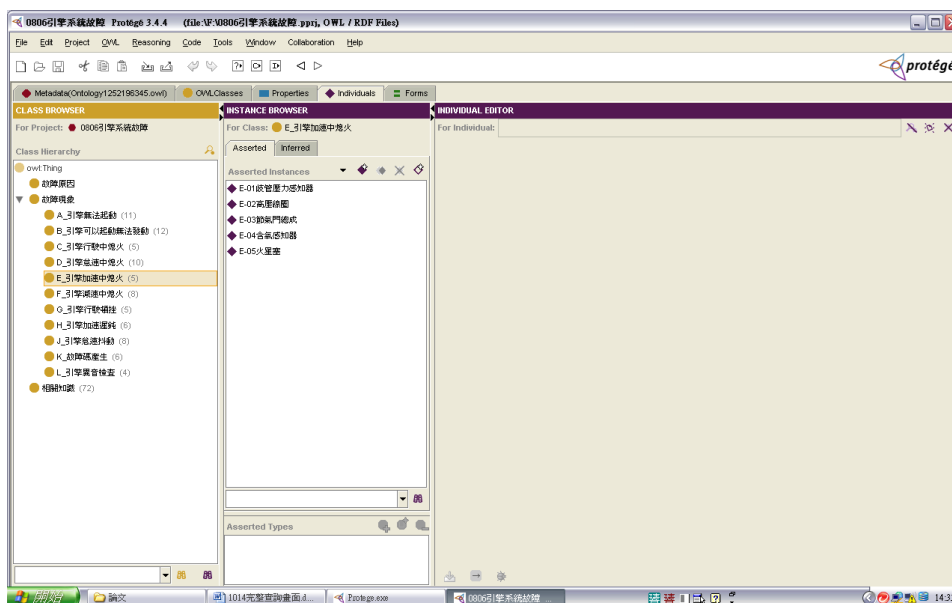 0806引擎系統故障 Protégé 3.4.4 (file:\F:\0806引擎系統故障.pprj, OWL / RDF Files)
File Edit Project OWL Reasoning Code Tools Window Collaboration Help
protégé
Metadata(Ontology1252196345.owl) OWLClasses Properties Individuals Forms
CLASS BROWSER
For Project: 0806引擎系統故障
Class Hierarchy
owl:Thing
故障原因
故障現象
A_引擎無法起動 (11)
B_引擎可以起動無法發動 (12)
C_引擎行駛中熄火 (5)
D_引擎怠速中熄火 (10)
E_引擎加速中熄火 (5)
F_引擎減速中熄火 (8)
G_引擎行駛頓挫 (5)
H_引擎加速遲鈍 (6)
J_引擎怠速抖動 (8)
K_故障碼產生 (6)
L_引擎異音檢查 (4)
相關知識 (72)
INSTANCE BROWSER
For Class: E_引擎加速中熄火
Asserted Inferred
Asserted Instances
E-01歧管壓力感知器
E-02高壓線圈
E-03節氣門總成
E-04含氧感知器
E-05火星塞
Asserted Types
INDIVIDUAL EDITOR
For Individual:
開始 論文 1014完整查詢畫面.d... Protege.exe 0806引擎系統故障 ... 14:3